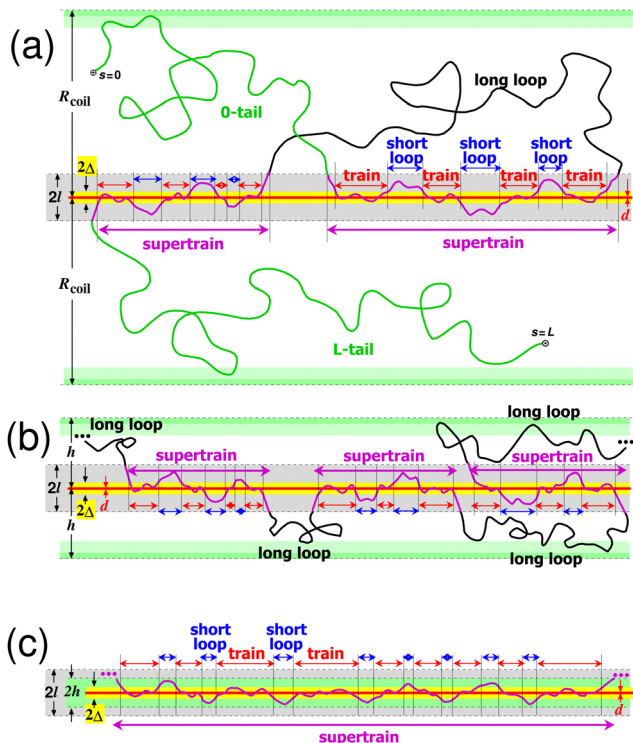 (a)
R_coil
s=0
0-tail
long loop
short loop
short loop
short loop
2Δ
2l
train
train
train
train
d
supertrain
supertrain
R_coil
L-tail
s=L
(b)
long loop
long loop
h
supertrain
supertrain
supertrain
2l
d
2Δ
h
long loop
long loop
(c)
short loop
short loop
train
train
2l
2h
2Δ
d
supertrain